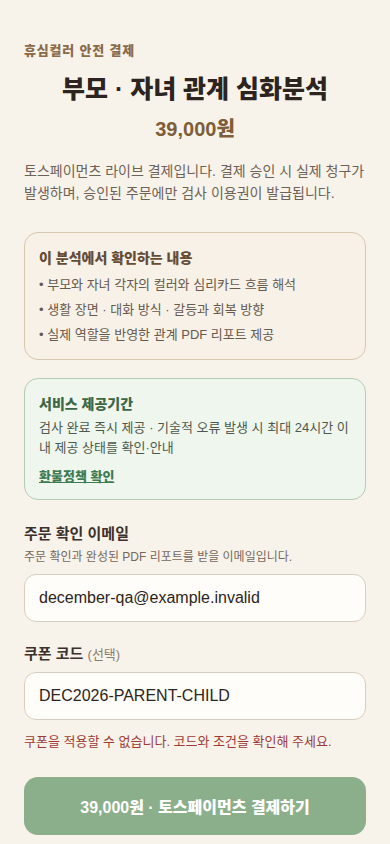 휴심컬러 안전 결제
부모 · 자녀 관계 심화분석
39,000원
토스페이먼츠 라이브 결제입니다. 결제 승인 시 실제 청구가
발생하며, 승인된 주문에만 검사 이용권이 발급됩니다.
이 분석에서 확인하는 내용
• 부모와 자녀 각자의 컬러와 심리카드 흐름 해석
• 생활 장면 · 대화 방식 · 갈등과 회복 방향
• 실제 역할을 반영한 관계 PDF 리포트 제공
서비스 제공기간
검사 완료 즉시 제공 · 기술적 오류 발생 시 최대 24시간 이
내 제공 상태를 확인·안내
환불정책 확인
주문 확인 이메일
주문 확인과 완성된 PDF 리포트를 받을 이메일입니다.
december-qa@example.invalid
쿠폰 코드 (선택)
DEC2026-PARENT-CHILD
쿠폰을 적용할 수 없습니다. 코드와 조건을 확인해 주세요.
39,000원 · 토스페이먼츠 결제하기